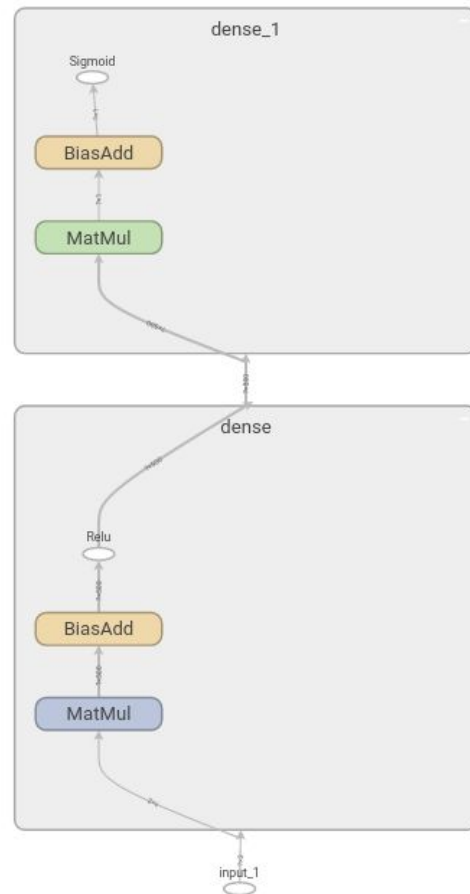 dense_1
Sigmoid
BiasAdd
MatMul
dense
Relu
BiasAdd
MatMul
input_1